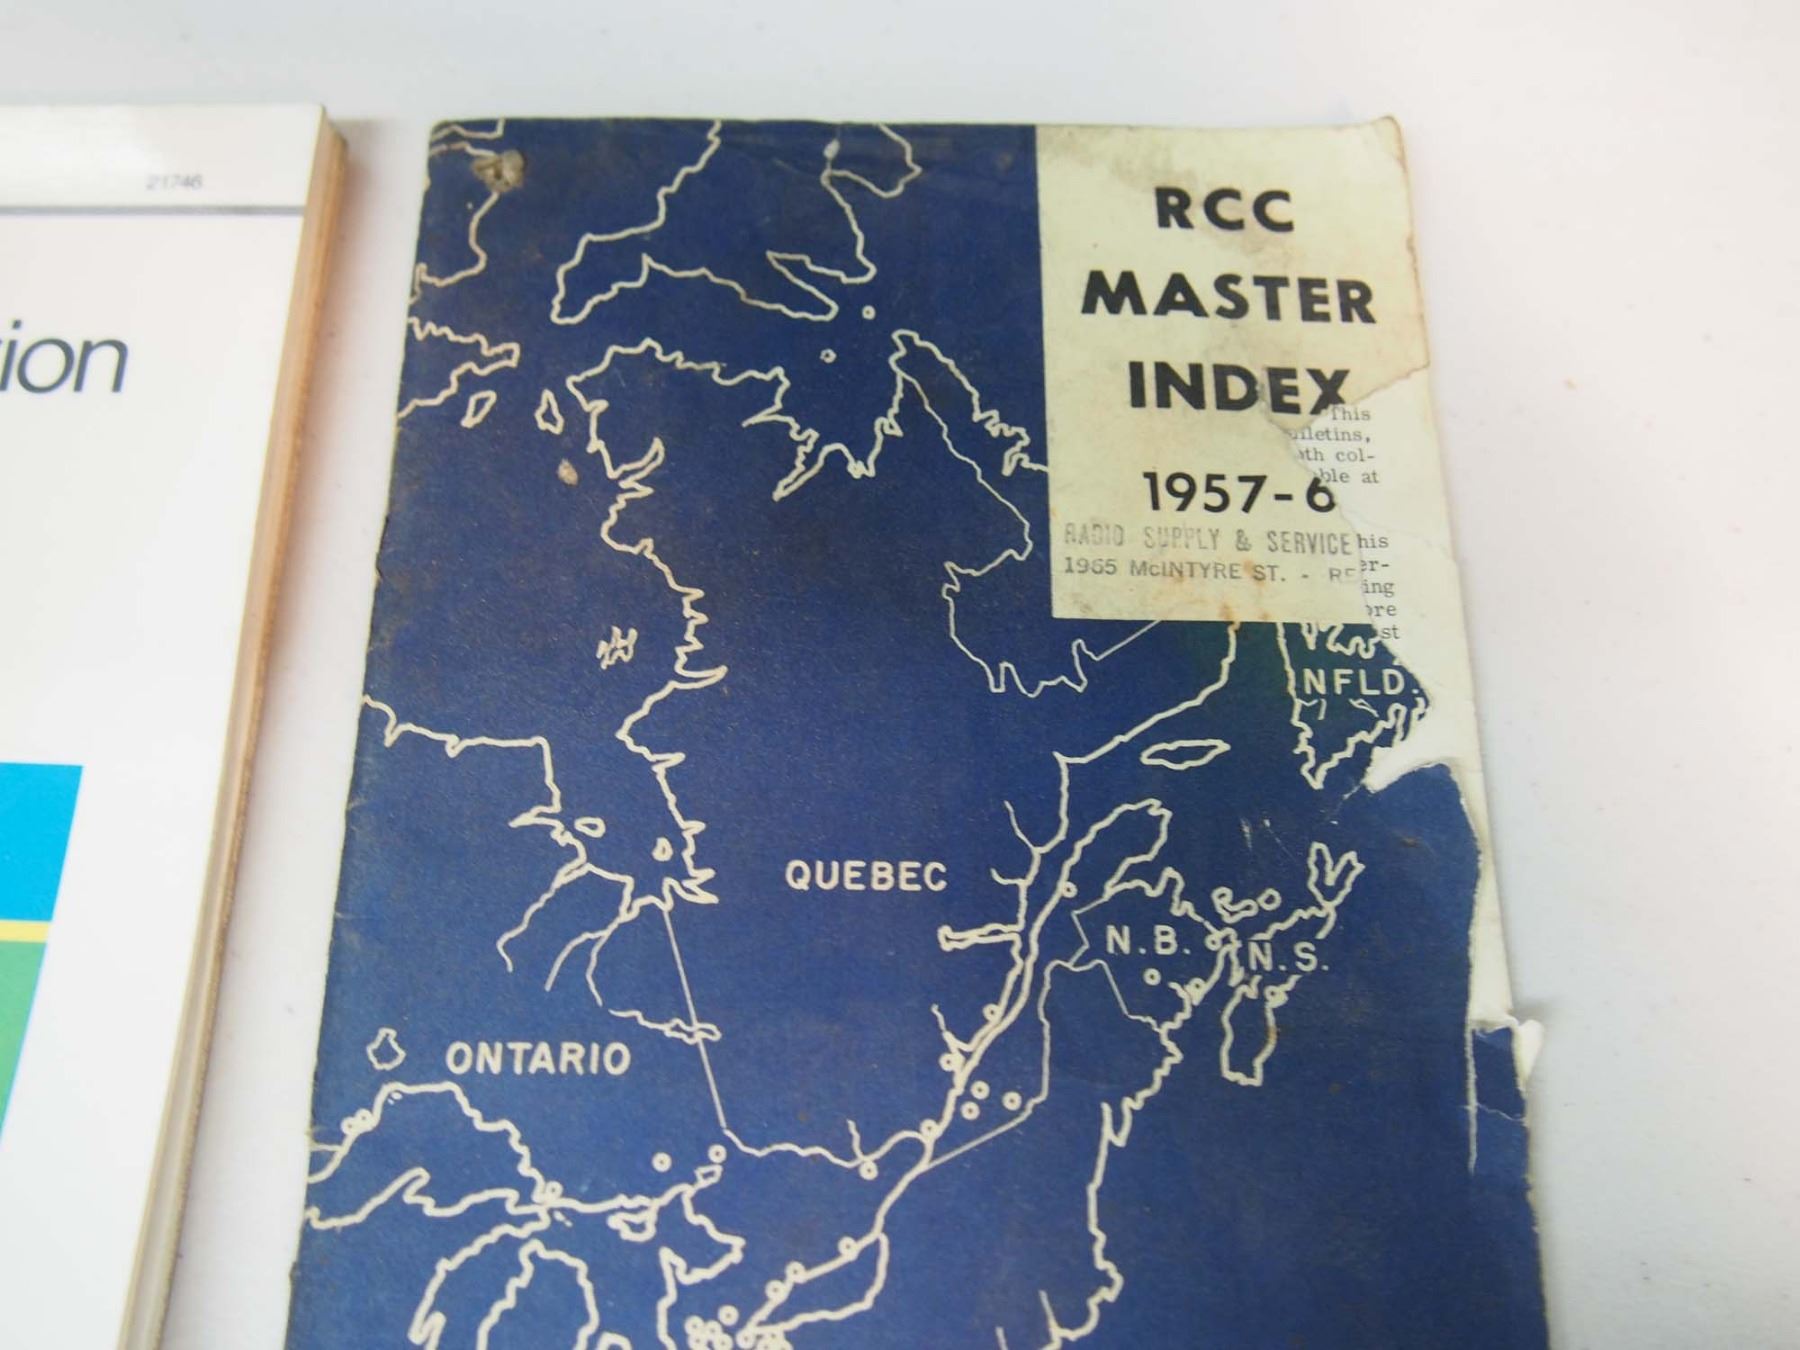 21746
ion
RCC
MASTER
INDEX
This
lletins,
oth col-
ble at
1957-6
RADIO SUPPLY & SERVICE
his
1965 McINTYRE ST. - RE
er-
ing
ore
st
NFLD.
QUEBEC
N.B.
N.S.
ONTARIO